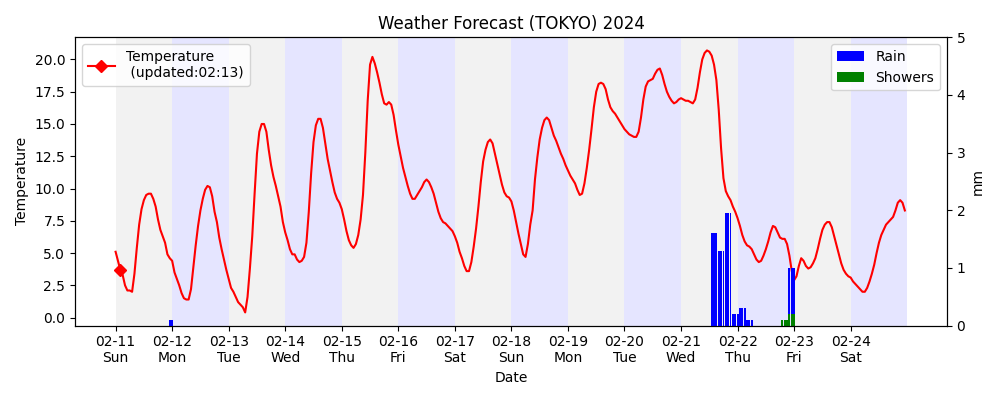 Weather Forecast (TOKYO) 2024
Temperature
(updated:02:13)
Rain
Showers
Temperature
20.0
17.5
15.0
12.5
10.0
7.5
5.0
2.5
0.0
5
4
3
2
1
0
mm
02-11 02-12 02-13 02-14 02-15 02-16 02-17 02-18 02-19 02-20 02-21 02-22 02-23 02-24
Sun Mon Tue Wed Thu Fri Sat Sun Mon Tue Wed Thu Fri Sat
Date